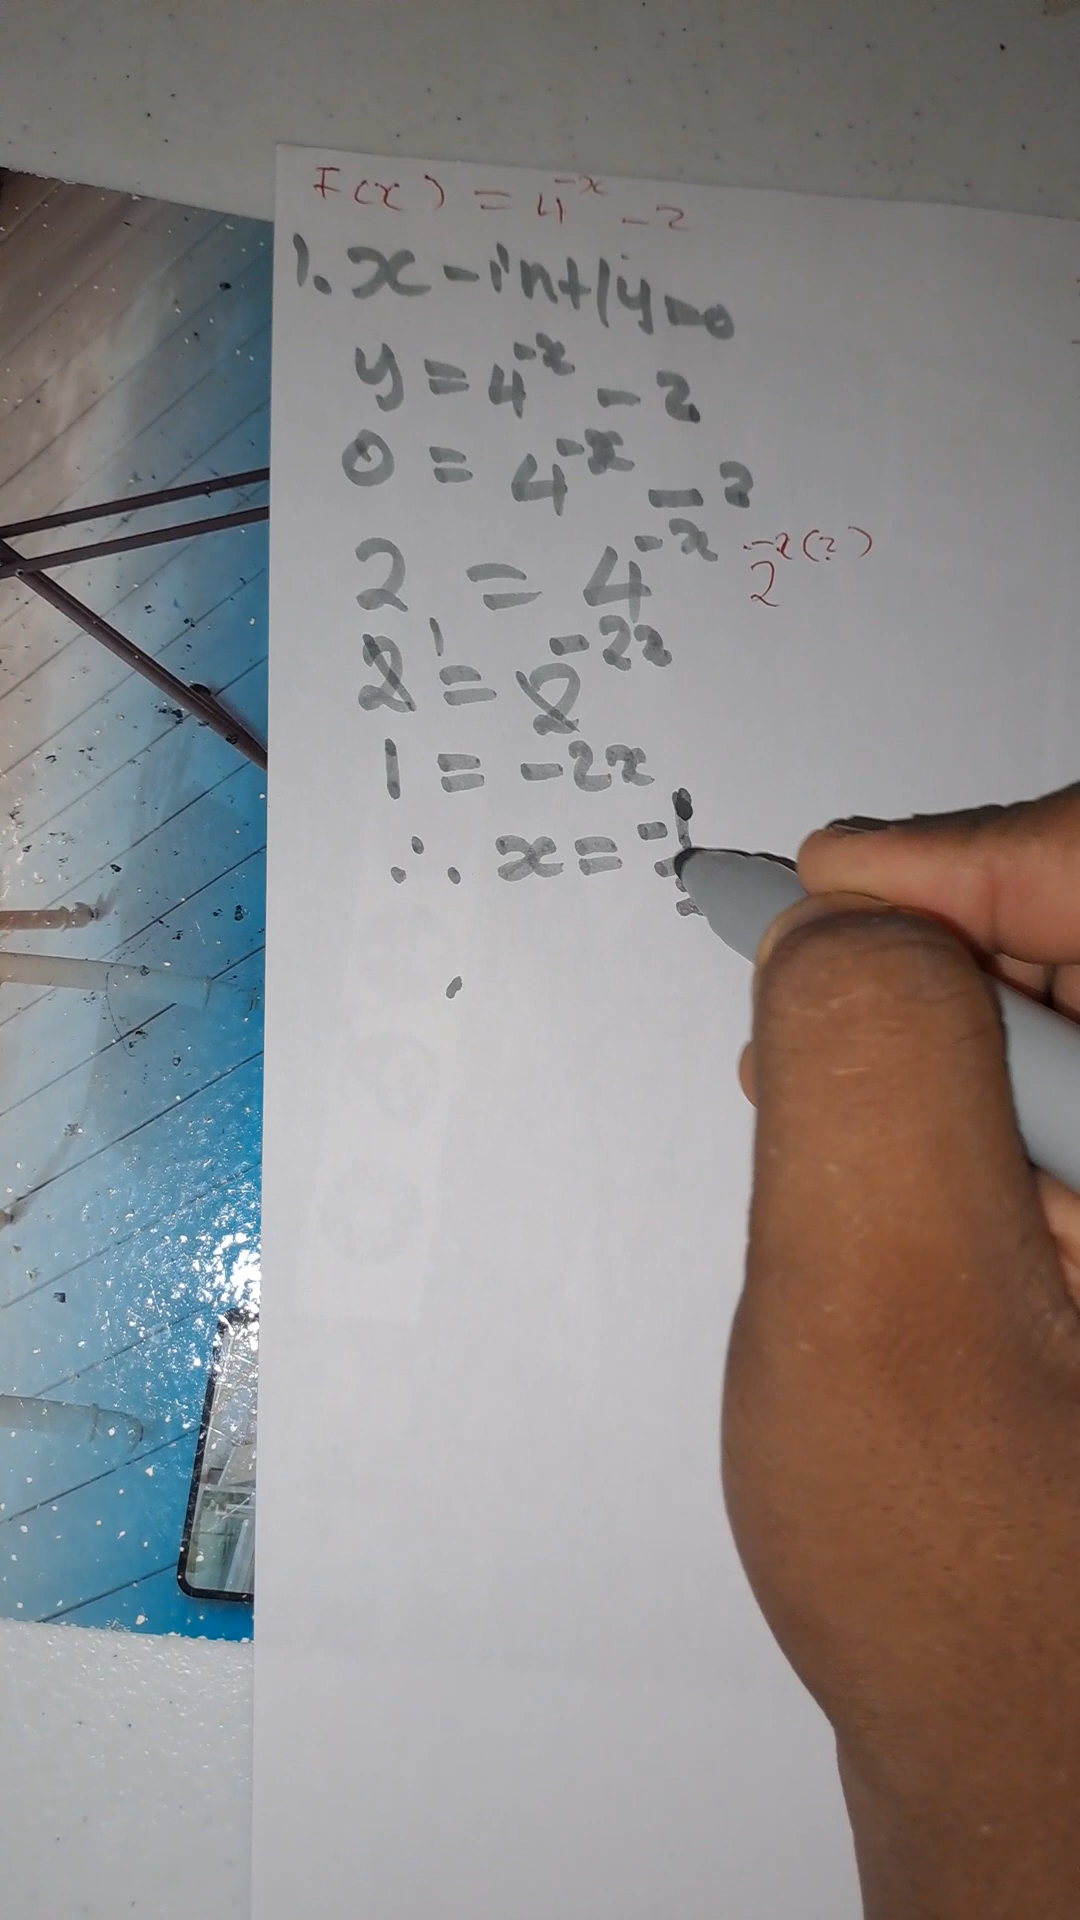 F(x) = 4^-x - 2
1. x-int/y=0
y = 4^-x - 2
0 = 4^-x - 2
2 = 4^-x 2^-x(2)
2^1 = 2^-2x
1 = -2x
∴ x = -1